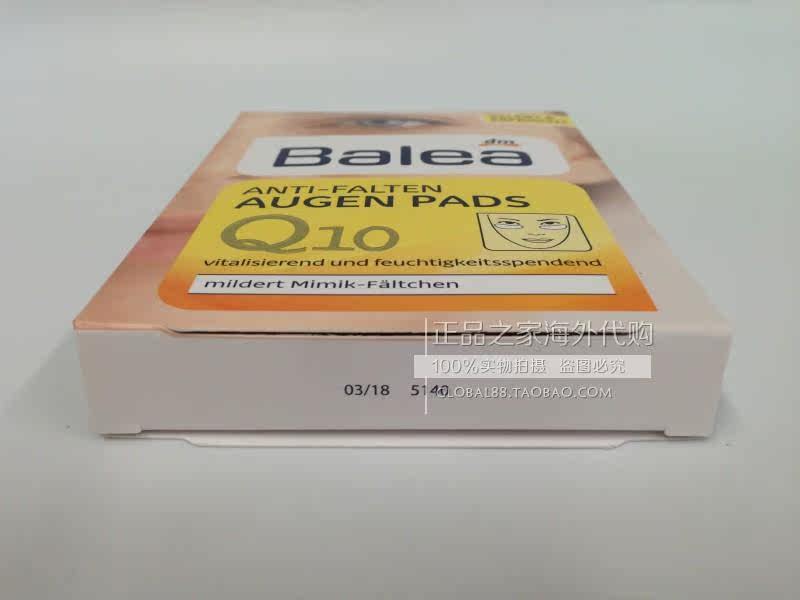 dm
Balea
ANTI-FALTEN
AUGEN PADS
Q10
vitalisierend und feuchtigkeitsspendend
mildert Mimik-Fältchen
正品之家海外代购
100%实物拍摄 盗图必究
03/18 5140
GLOBAL88.TAOBAO.COM